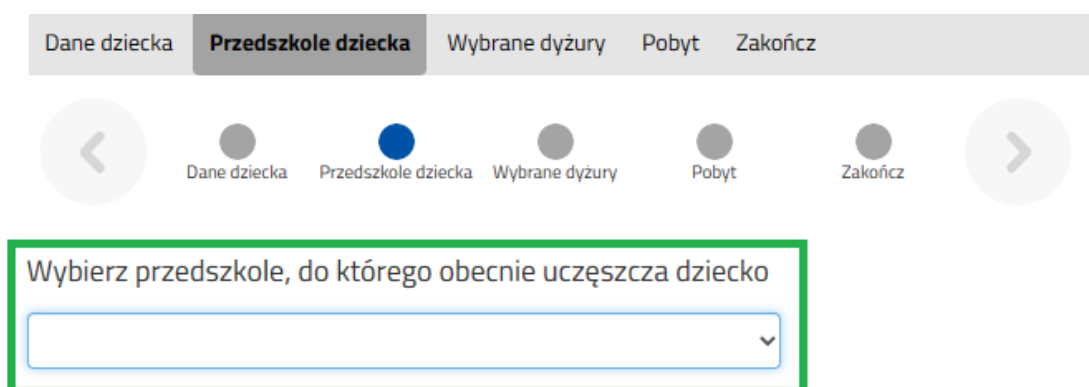 Dane dziecka Przedszkole dziecka Wybrane dyżury Pobyt Zakończ
Dane dziecka Przedszkole dziecka Wybrane dyżury Pobyt Zakończ
Wybierz przedszkole, do którego obecnie uczęszcza dziecko